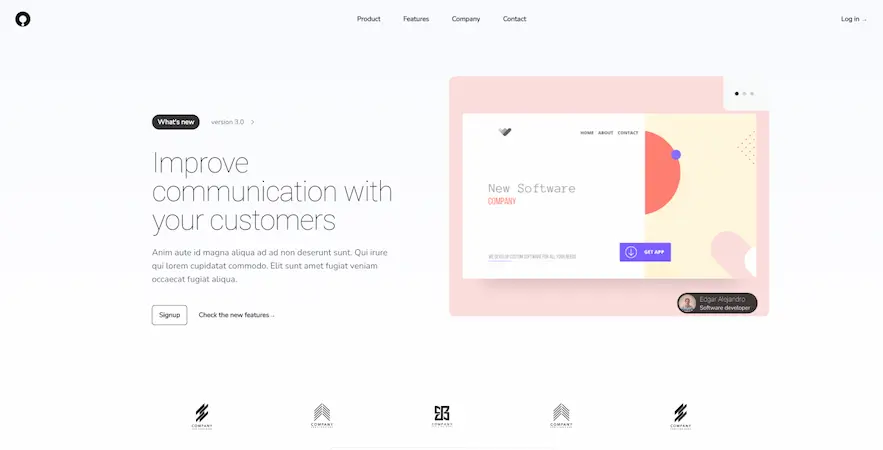 Product Features Company Contact Log in →
What's new version 3.0 >
Improve
communication with
your customers
Anim aute id magna aliqua ad ad non deserunt sunt. Qui irure
qui lorem cupidatat commodo. Elit sunt amet fugiat veniam
occaecat fugiat aliqua.
Signup Check the new features→
HOME ABOUT CONTACT
New Software
COMPANY
WE DEVELOP CUSTOM SOFTWARE FOR ALL YOUR NEEDS
GET APP
Edgar Alejandro
Software developer
COMPANY COMPANY COMPANY COMPANY COMPANY